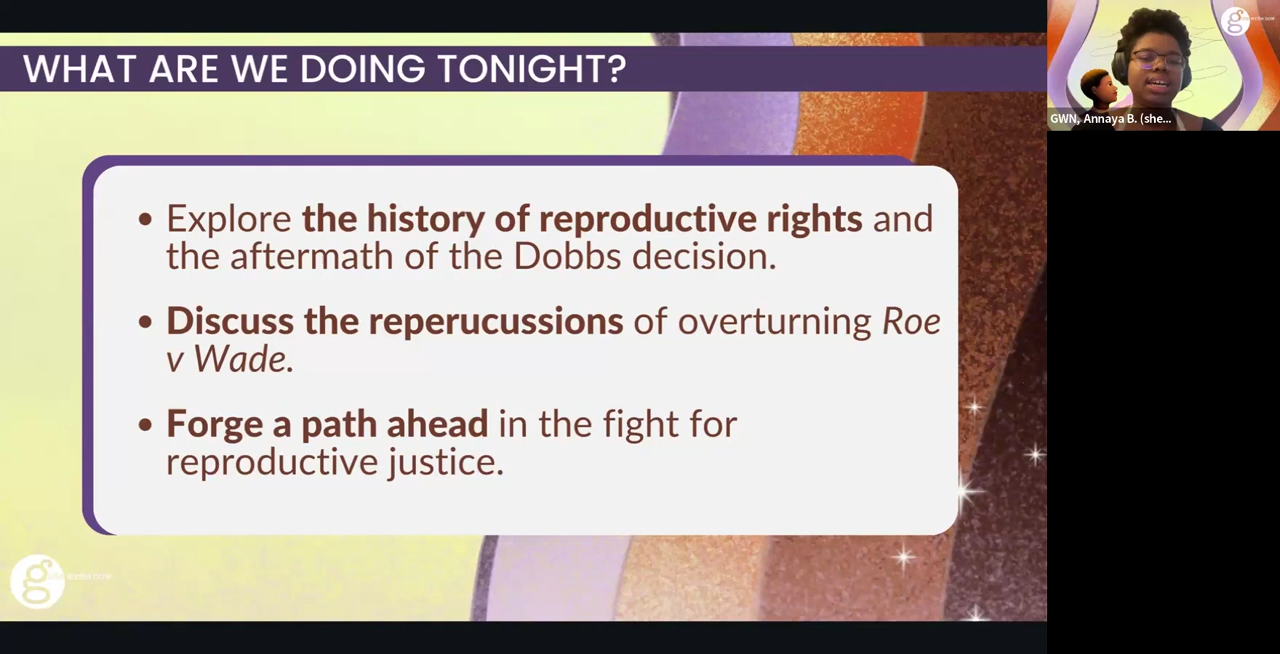 WHAT ARE WE DOING TONIGHT?
• Explore the history of reproductive rights and
the aftermath of the Dobbs decision.
• Discuss the reperucussions of overturning Roe
v Wade.
• Forge a path ahead in the fight for
reproductive justice.
GWN, Annaya B. (she...
g
g